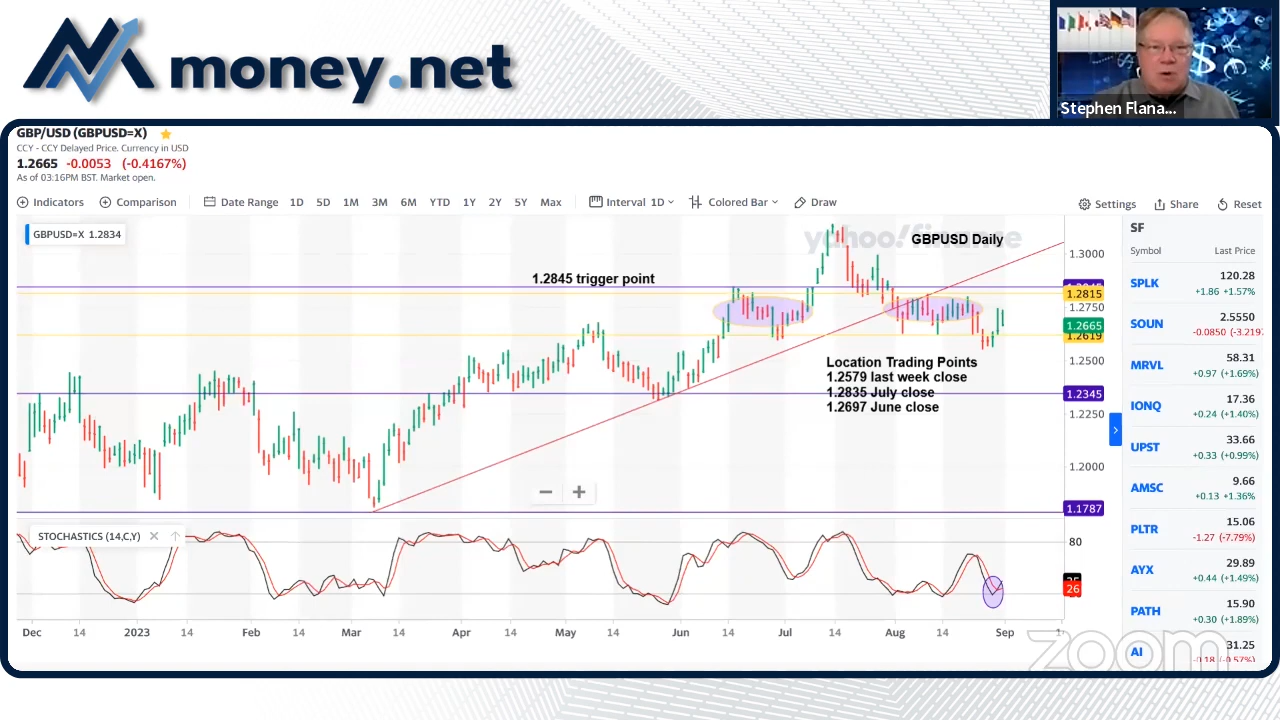 money.net
Stephen Flana...
GBP/USD (GBPUSD=X)
CCY - CCY Delayed Price. Currency in USD
1.2665 -0.0053 (-0.4167%)
As of 03:16PM BST. Market open.
Indicators Comparison Date Range 1D 5D 1M 3M 6M YTD 1Y 2Y 5Y Max Interval 1D Colored Bar Draw Settings Share Reset
GBPUSD=X 1.2834
yahoo!finance
GBPUSD Daily
1.2845 trigger point
1.3000
1.2815
1.2750
1.2665
1.2619
1.2500
1.2345
1.2250
1.2000
1.1787
Location Trading Points
1.2579 last week close
1.2835 July close
1.2697 June close
STOCHASTICS (14,C,Y)
80
26
Dec 14 2023 14 Feb 14 Mar 14 Apr 14 May 14 Jun 14 Jul 14 Aug 14 Sep
SF
Symbol Last Price
SPLK 120.28
+1.86 +1.57%
SOUN 2.5550
-0.0850 (-3.219
MRVL 58.31
+0.97 (+1.69%)
IONQ 17.36
+0.24 (+1.40%)
UPST 33.66
+0.33 (+0.99%)
AMSC 9.66
+0.13 +1.36%
PLTR 15.06
-1.27 (-7.79%)
AYX 29.89
+0.44 (+1.49%)
PATH 15.90
+0.30 (+1.89%)
AI 31.25
-0.18 (-0.57%)
zoom